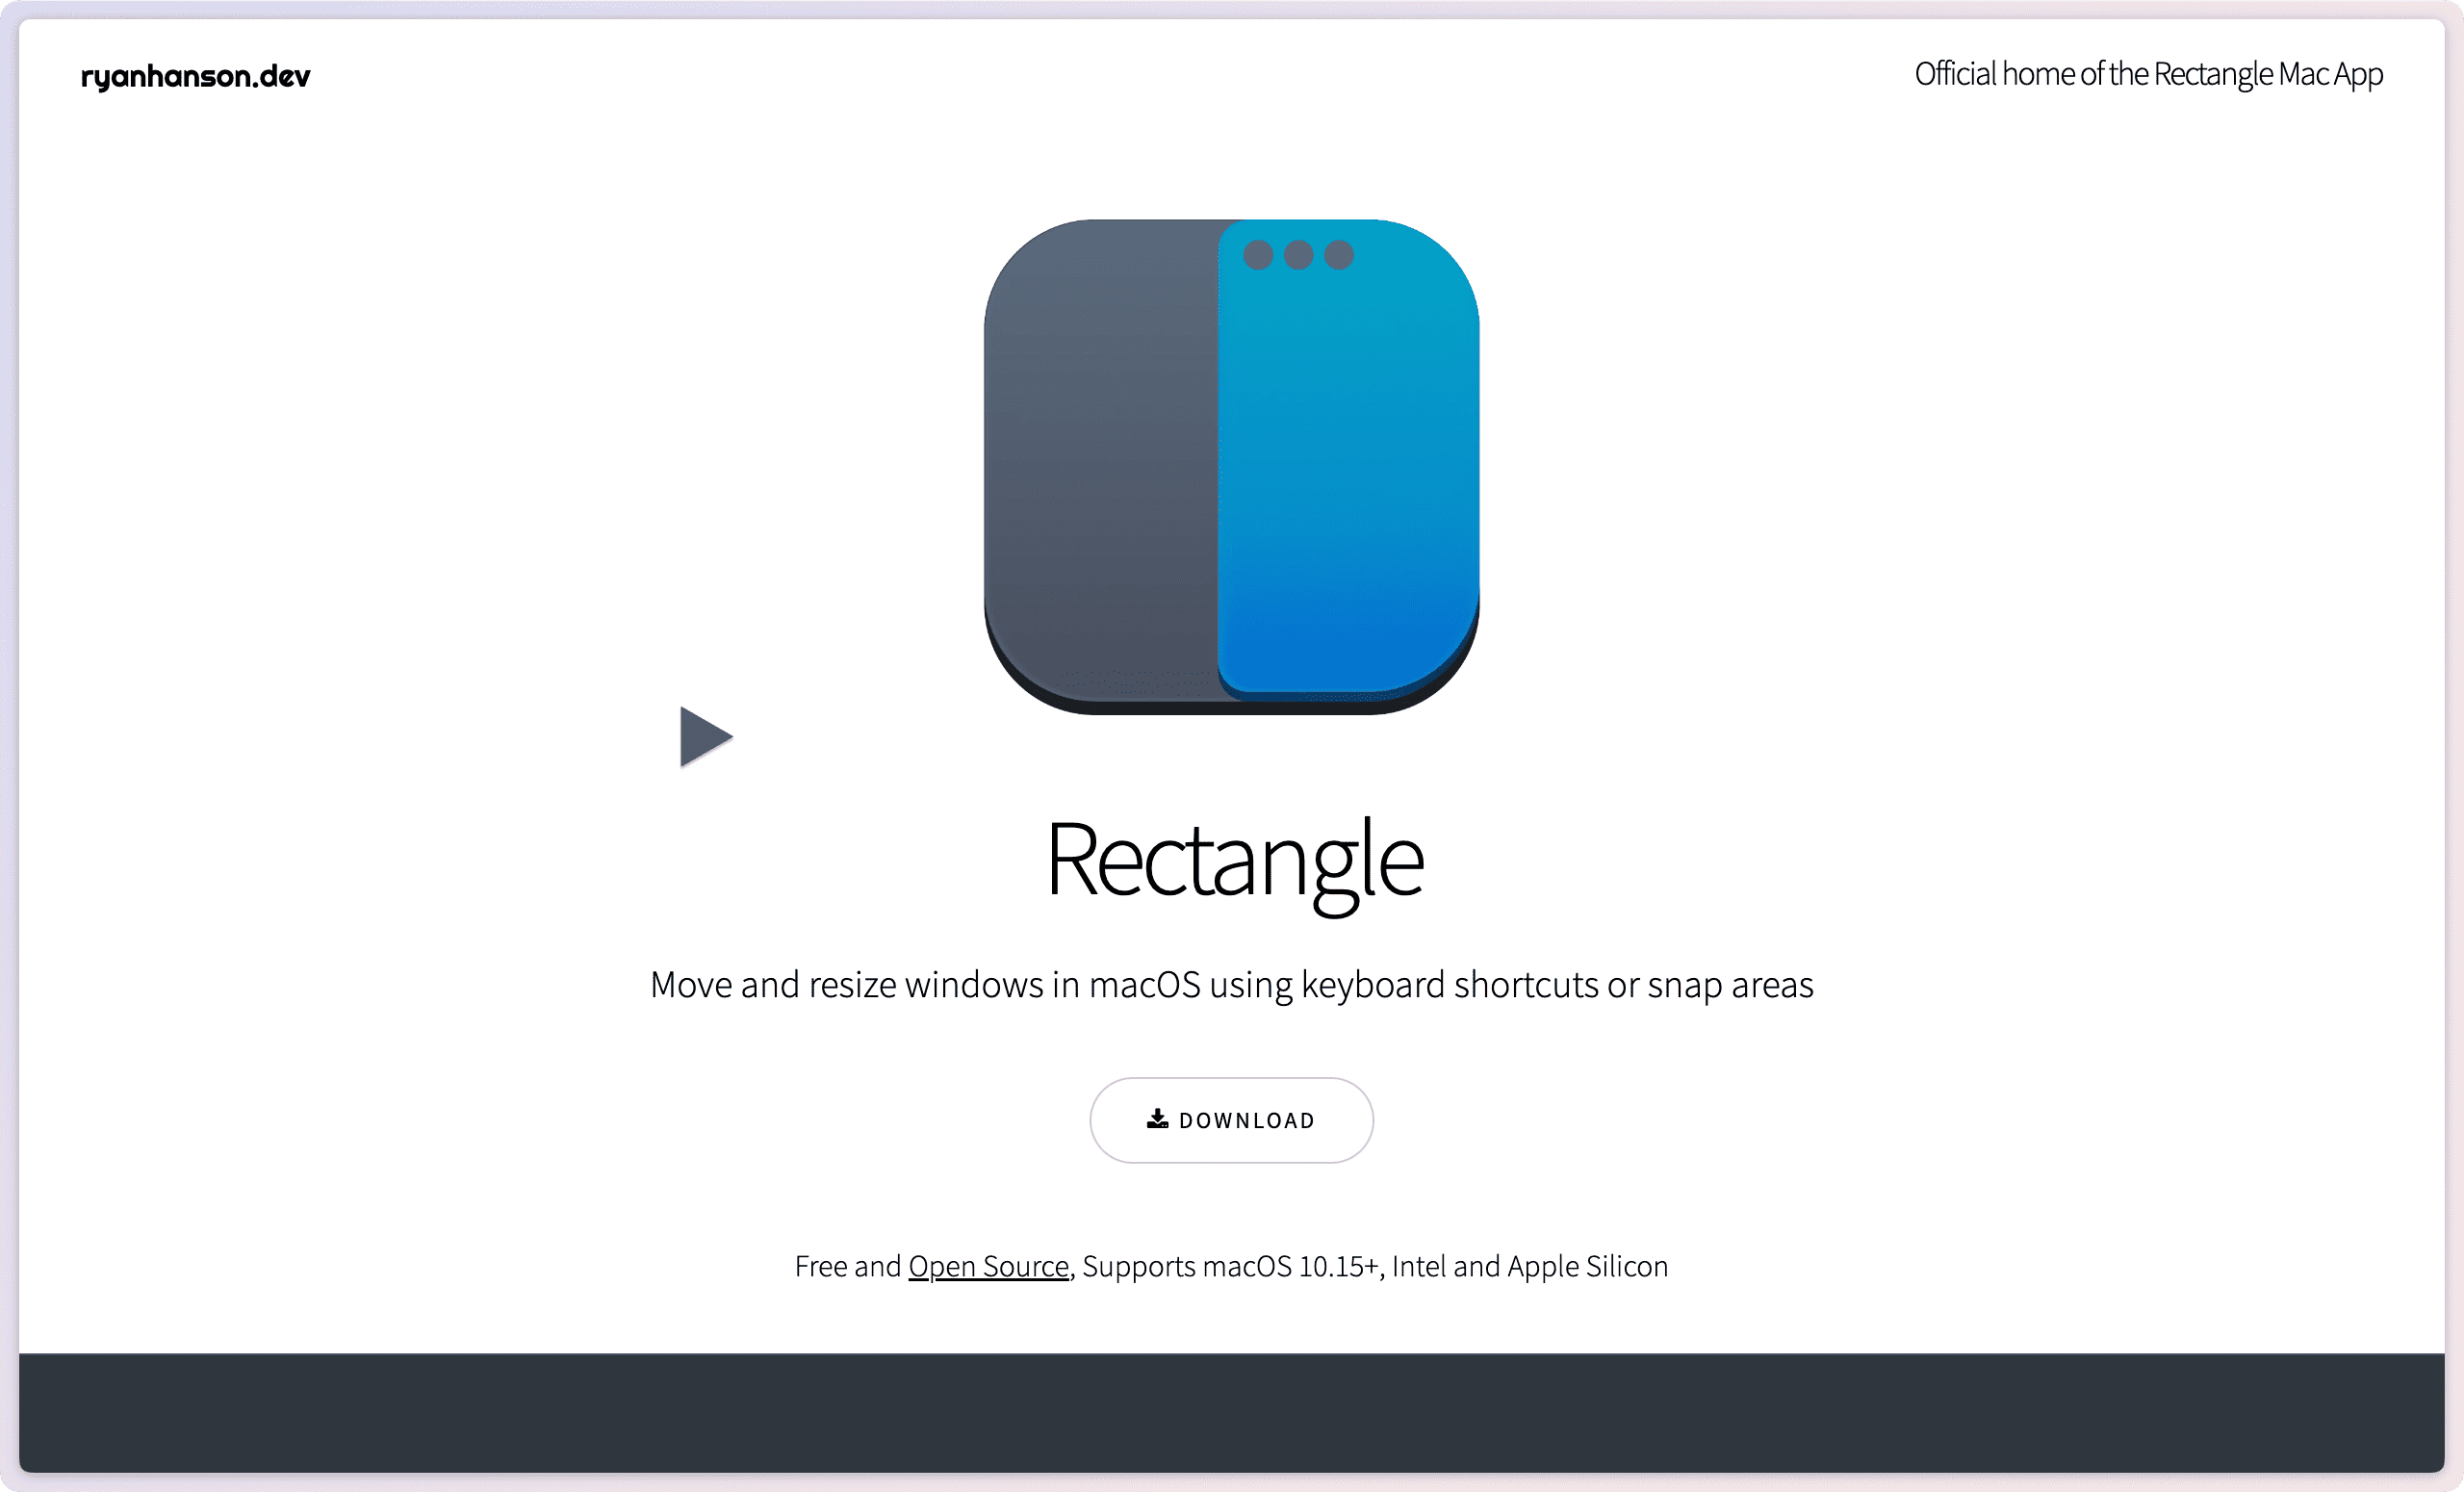 ryanhanson.dev
Official home of the Rectangle Mac App
Rectangle
Move and resize windows in macOS using keyboard shortcuts or snap areas
DOWNLOAD
Free and Open Source, Supports macOS 10.15+, Intel and Apple Silicon